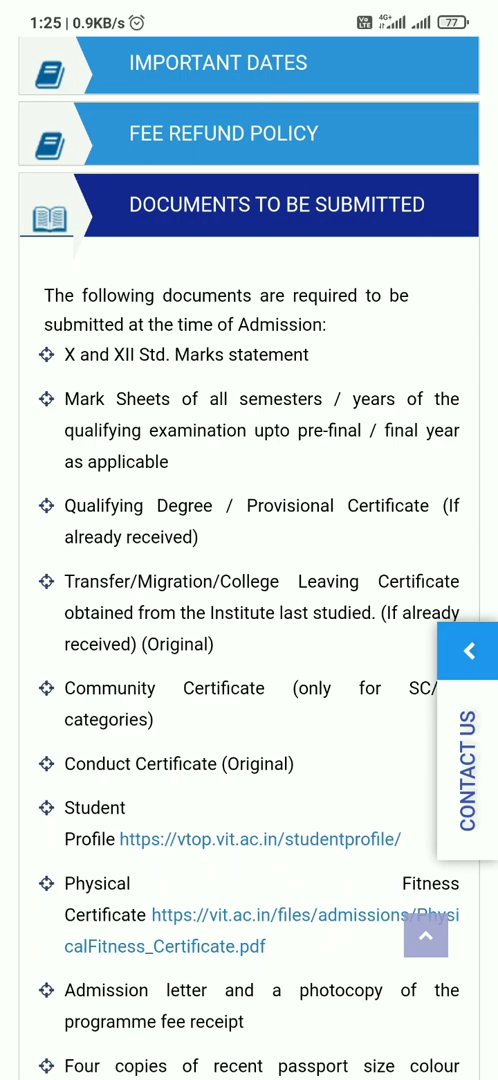 1:25 | 0.9KB/s
Vo LTE 4G+ 77
IMPORTANT DATES
FEE REFUND POLICY
DOCUMENTS TO BE SUBMITTED
The following documents are required to be
submitted at the time of Admission:
X and XII Std. Marks statement
Mark Sheets of all semesters / years of the
qualifying examination upto pre-final / final year
as applicable
Qualifying Degree / Provisional Certificate (If
already received)
Transfer/Migration/College Leaving Certificate
obtained from the Institute last studied. (If already
received) (Original)
Community Certificate (only for SC/
categories)
Conduct Certificate (Original)
Student
Profile https://vtop.vit.ac.in/studentprofile/
Physical Fitness
Certificate https://vit.ac.in/files/admissions/Physi
calFitness_Certificate.pdf
Admission letter and a photocopy of the
programme fee receipt
Four copies of recent passport size colour
CONTACT US